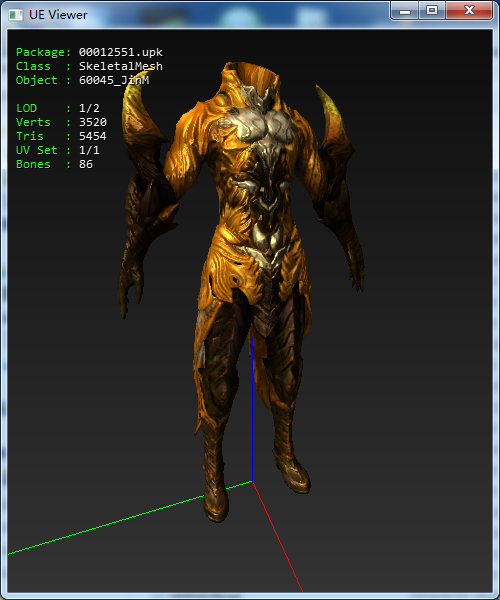 UE Viewer
Package: 00012551.upk
Class : SkeletalMesh
Object : 60045_JinM
LOD : 1/2
Verts : 3520
Tris : 5454
UV Set : 1/1
Bones : 86